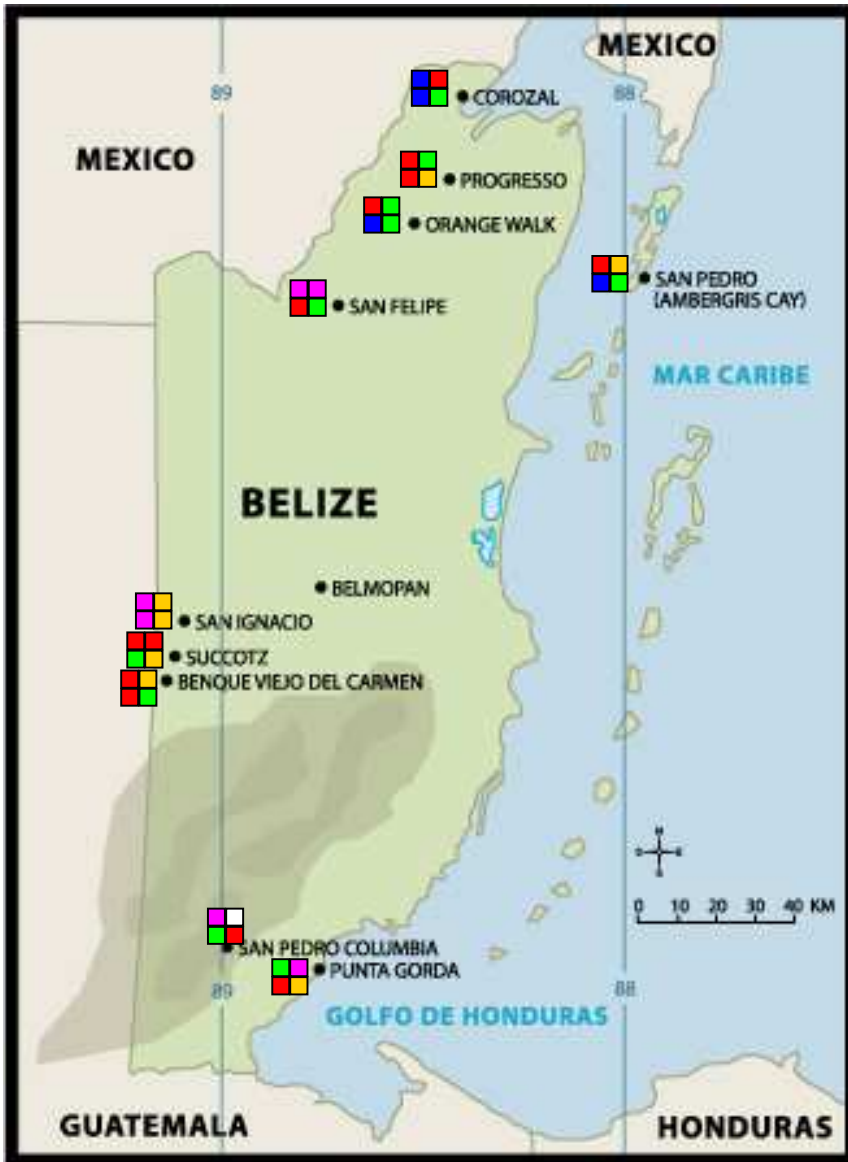 MEXICO
89
88
COROZAL
MEXICO
PROGRESSO
ORANGE WALK
SAN PEDRO
(AMBERGRIS CAY)
SAN FELIPE
MAR CARIBE
BELIZE
BELMOPAN
SAN IGNACIO
SUCCOTZ
BENQUE VIEJO DEL CARMEN
0 10 20 30 40 KM
SAN PEDRO COLUMBIA
PUNTA GORDA
89
88
GOLFO DE HONDURAS
GUATEMALA
HONDURAS